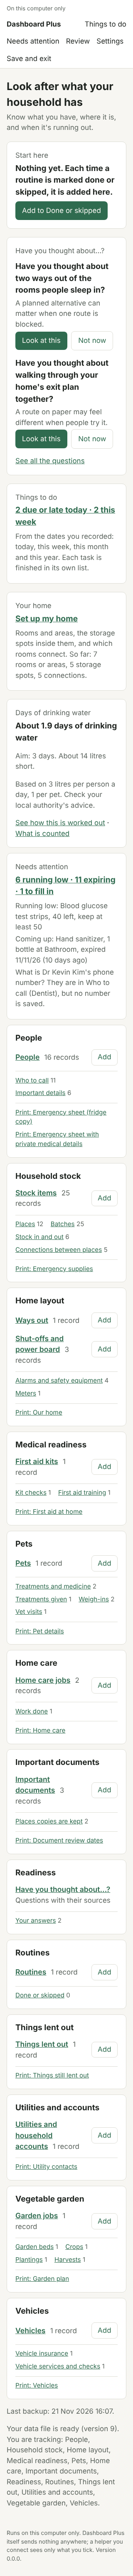 On this computer only
Dashboard Plus
Things to do
Needs attention
Review
Settings
Save and exit
Look after what your
household has
Know what you have, where it is,
and when it's running out.
Start here
Nothing yet. Each time a
routine is marked done or
skipped, it is added here.
Add to Done or skipped
Have you thought about...?
Have you thought about
two ways out of the
rooms people sleep in?
A planned alternative can
matter when one route is
blocked.
Look at this
Not now
Have you thought about
walking through your
home's exit plan
together?
A route on paper may feel
different when people try it.
Look at this
Not now
See all the questions
Things to do
2 due or late today · 2 this
week
From the dates you recorded:
today, this week, this month
and this year. Each task is
finished in its own list.
Your home
Set up my home
Rooms and areas, the storage
spots inside them, and which
rooms connect. So far: 7
rooms or areas, 5 storage
spots, 5 connections.
Days of drinking water
About 1.9 days of drinking
water
Aim: 3 days. About 14 litres
short.
Based on 3 litres per person a
day, 1 per pet. Check your
local authority's advice.
See how this is worked out ·
What is counted
Needs attention
6 running low · 11 expiring
· 1 to fill in
Running low: Blood glucose
test strips, 40 left, keep at
least 50
Coming up: Hand sanitizer, 1
bottle at Bathroom, expired
11/11/26 (10 days ago)
What is Dr Kevin Kim's phone
number? They are in Who to
call (Dentist), but no number
is saved.
People
People 16 records
Add
Who to call 11
Important details 6
Print: Emergency sheet (fridge
copy)
Print: Emergency sheet with
private medical details
Household stock
Stock items 25
records
Add
Places 12 Batches 25
Stock in and out 6
Connections between places 5
Print: Emergency supplies
Home layout
Ways out 1 record
Add
Shut-offs and
power board 3
records
Add
Alarms and safety equipment 4
Meters 1
Print: Our home
Medical readiness
First aid kits 1
record
Add
Kit checks 1 First aid training 1
Print: First aid at home
Pets
Pets 1 record
Add
Treatments and medicine 2
Treatments given 1 Weigh-ins 2
Vet visits 1
Print: Pet details
Home care
Home care jobs 2
records
Add
Work done 1
Print: Home care
Important documents
Important
documents 3
records
Add
Places copies are kept 2
Print: Document review dates
Readiness
Have you thought about...?
Questions with their sources
Your answers 2
Routines
Routines 1 record
Add
Done or skipped 0
Things lent out
Things lent out 1
record
Add
Print: Things still lent out
Utilities and accounts
Utilities and
household
accounts 1 record
Add
Print: Utility contacts
Vegetable garden
Garden jobs 1
record
Add
Garden beds 1 Crops 1
Plantings 1 Harvests 1
Print: Garden plan
Vehicles
Vehicles 1 record
Add
Vehicle insurance 1
Vehicle services and checks 1
Print: Vehicles
Last backup: 21 Nov 2026 16:07.
Your data file is ready (version 9).
You are tracking: People,
Household stock, Home layout,
Medical readiness, Pets, Home
care, Important documents,
Readiness, Routines, Things lent
out, Utilities and accounts,
Vegetable garden, Vehicles.
Runs on this computer only. Dashboard Plus
itself sends nothing anywhere; a helper you
connect sees only what you tick. Version
0.0.0.